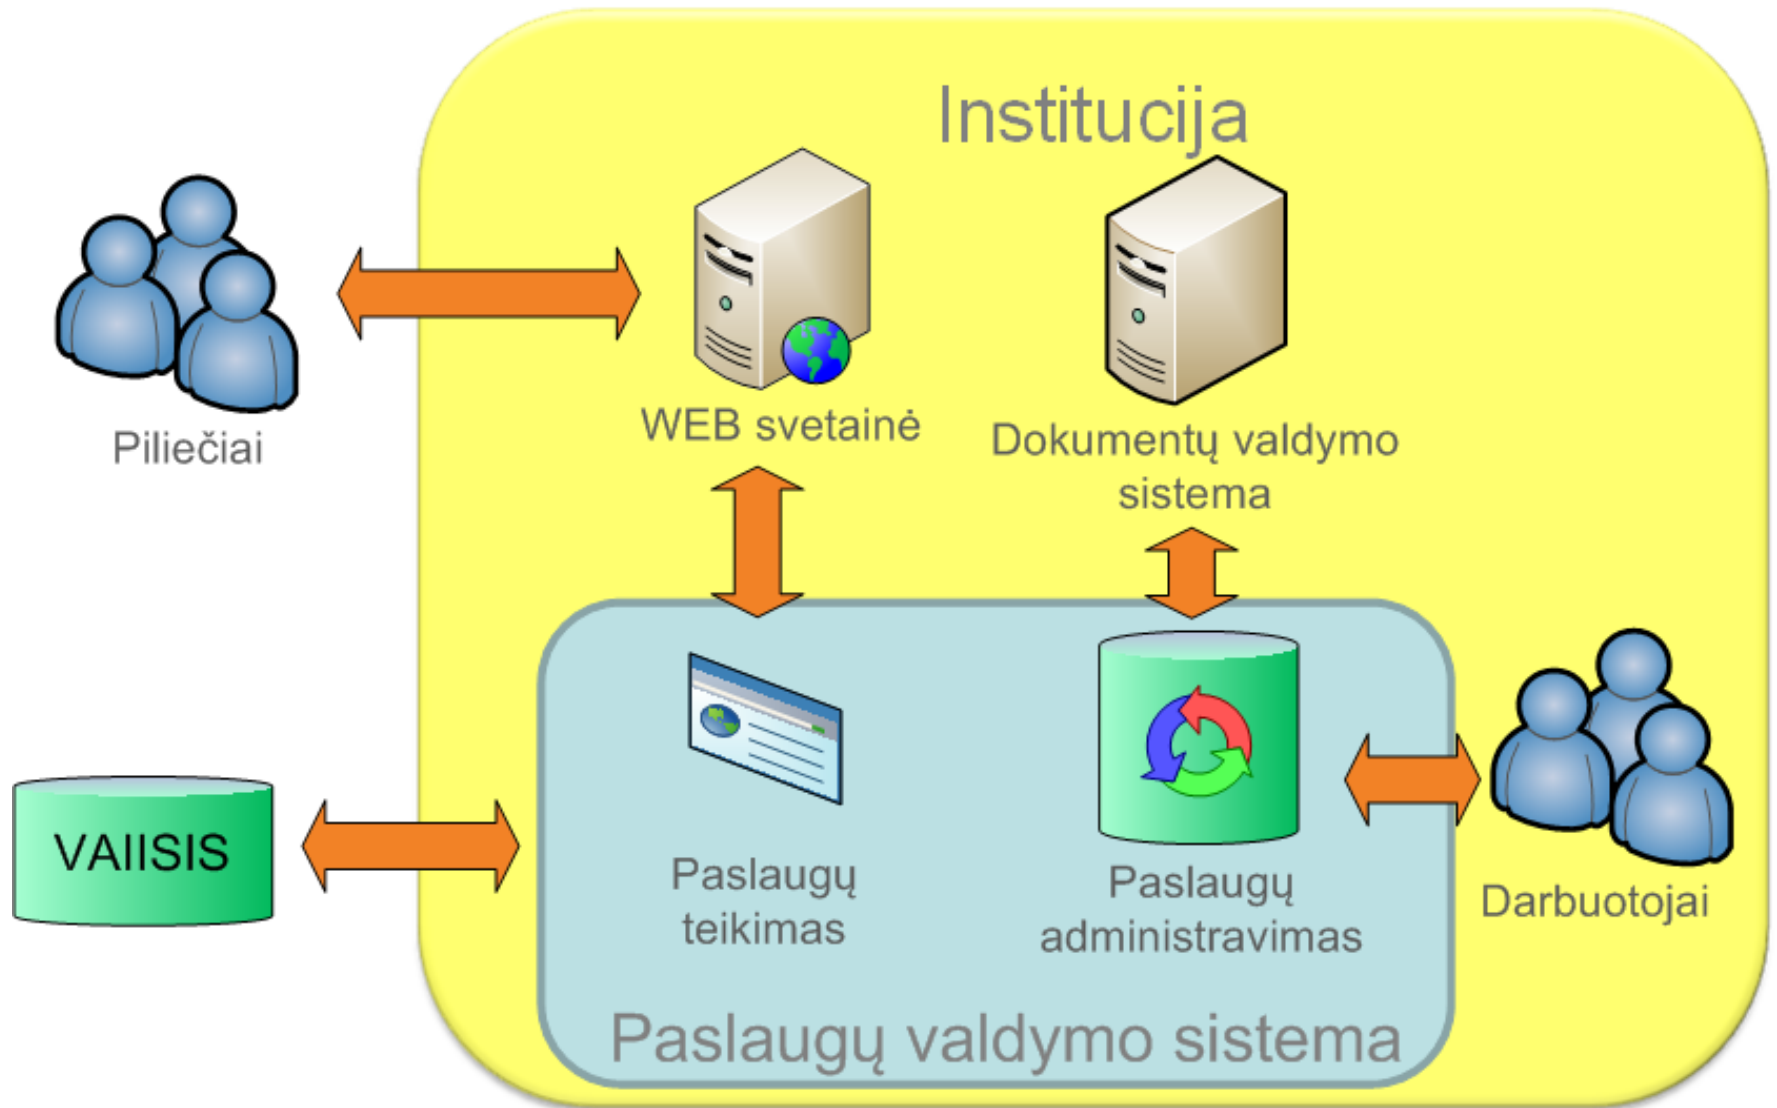 Institucija
Piliečiai
WEB svetainė
Dokumentų valdymo
sistema
VAIISIS
Paslaugų
teikimas
Paslaugų
administravimas
Darbuotojai
Paslaugų valdymo sistema